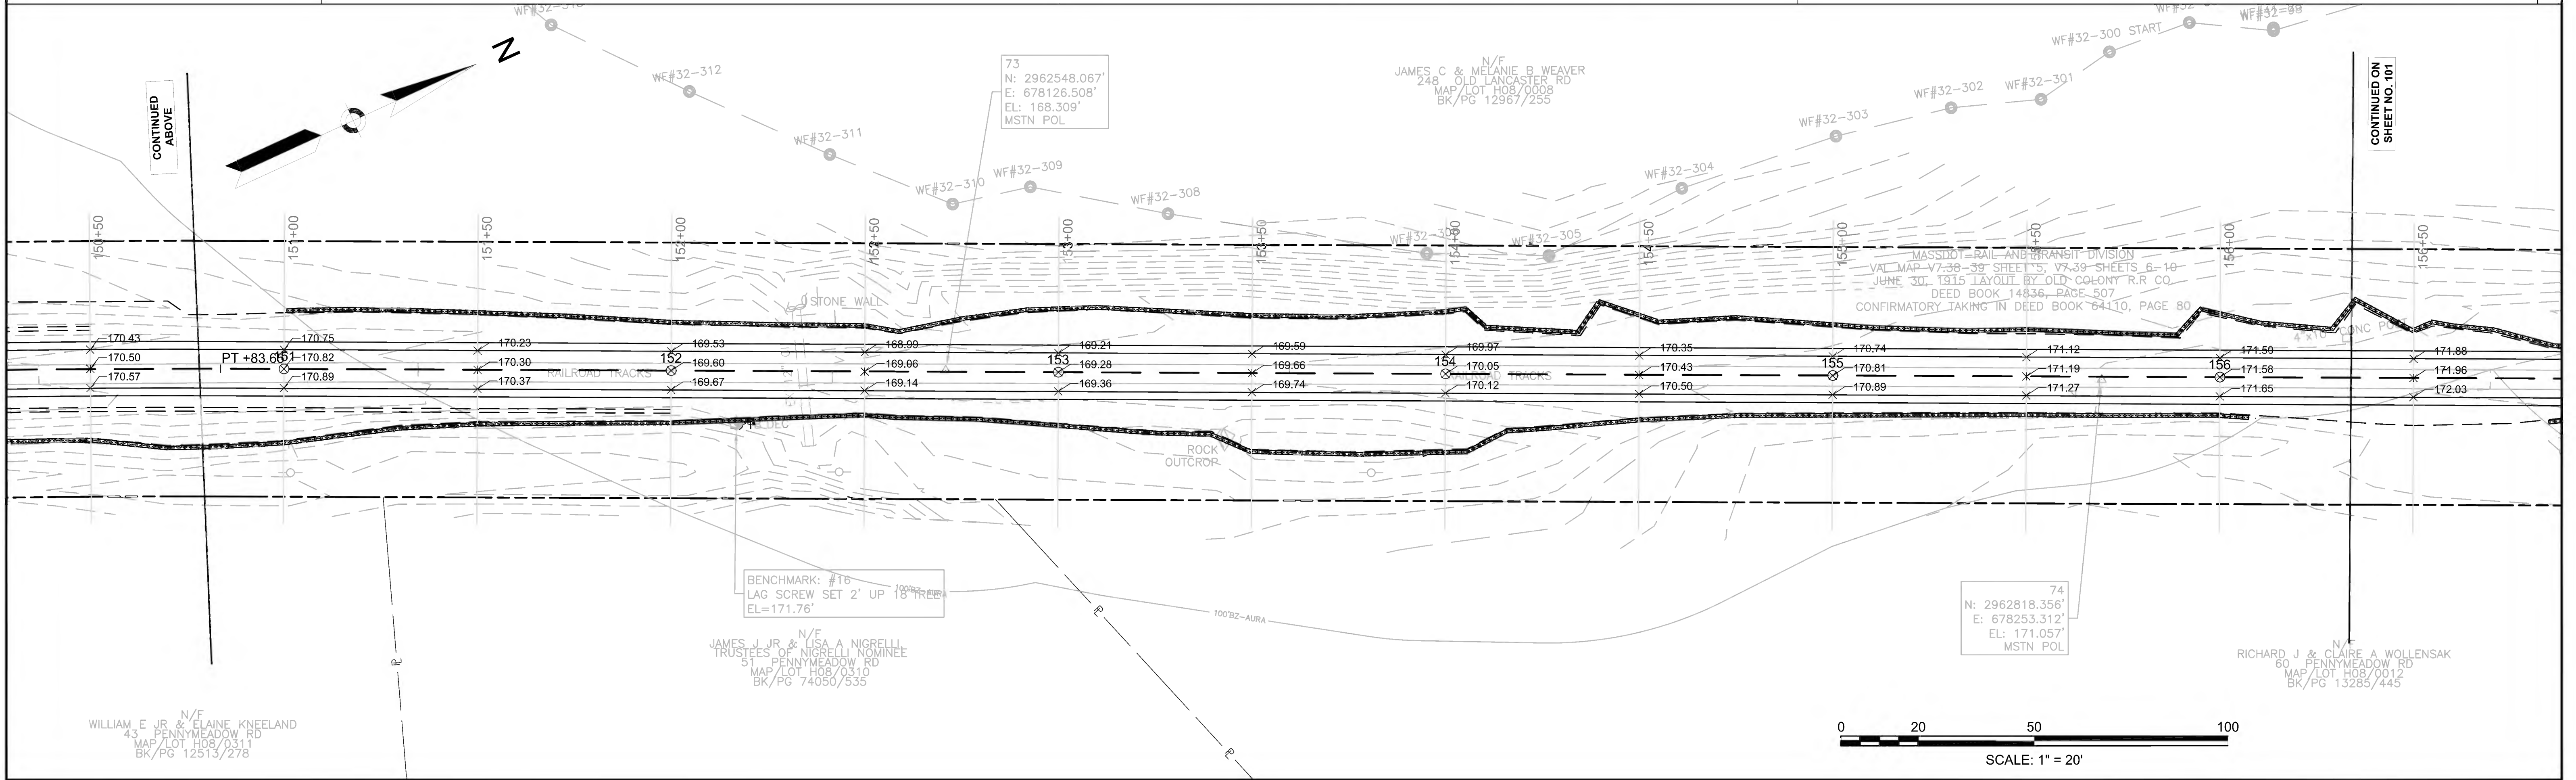 WF#32-312
WF#32-311
WF#32-310
WF#32-309
WF#32-308
WF#32-305
WF#32-304
WF#32-303
WF#32-302
WF#32-301
WF#32-300 START
N
CONTINUED
ABOVE
73
N: 2962548.067'
E: 678126.508'
EL: 168.309'
MSTN POL
N/F
JAMES C & MELANIE B WEAVER
248 OLD LANCASTER RD
MAP/LOT H08/0008
BK/PG 12967/255
CONTINUED ON
SHEET NO. 101
150+50
151+00
151+50
152+00
152+50
153+00
153+50
154+00
154+50
155+00
155+50
156+00
156+50
MASSDOT-RAIL AND TRANSIT DIVISION
VAL MAP V7.38-39 SHEET 5, V7.39 SHEETS 6-10
JUNE 30, 1915 LAYOUT BY OLD COLONY R.R CO.
DEED BOOK 14836, PAGE 507
CONFIRMATORY TAKING IN DEED BOOK 64110, PAGE 80
STONE WALL
CONC POST
170.43
170.50
170.57
PT +83.66
151
170.75
170.82
170.89
170.23
170.30
170.37
RAILROAD TRACKS
152
169.53
169.60
169.67
168.99
169.06
169.14
153
169.21
169.28
169.36
169.59
169.66
169.74
154
169.97
170.05
170.12
RAILROAD TRACKS
170.35
170.43
170.50
155
170.74
170.81
170.89
171.12
171.19
171.27
156
171.50
171.58
171.65
171.88
171.96
172.03
ROCK
OUTCROP
BENCHMARK: #16
LAG SCREW SET 2' UP 18"TREE
EL=171.76'
100'BZ-AURA
100'BZ-AURA
N/F
JAMES J JR & LISA A NIGRELLI,
TRUSTEES OF NIGRELLI NOMINEE
51 PENNYMEADOW RD
MAP/LOT H08/0310
BK/PG 74050/535
74
N: 2962818.356'
E: 678253.312'
EL: 171.057'
MSTN POL
N/F
RICHARD J & CLAIRE A WOLLENSAK
60 PENNYMEADOW RD
MAP/LOT H08/0012
BK/PG 13285/445
N/F
WILLIAM E JR & ELAINE KNEELAND
43 PENNYMEADOW RD
MAP/LOT H08/0311
BK/PG 12513/278
PL
PL
PL
0 20 50 100
SCALE: 1" = 20'